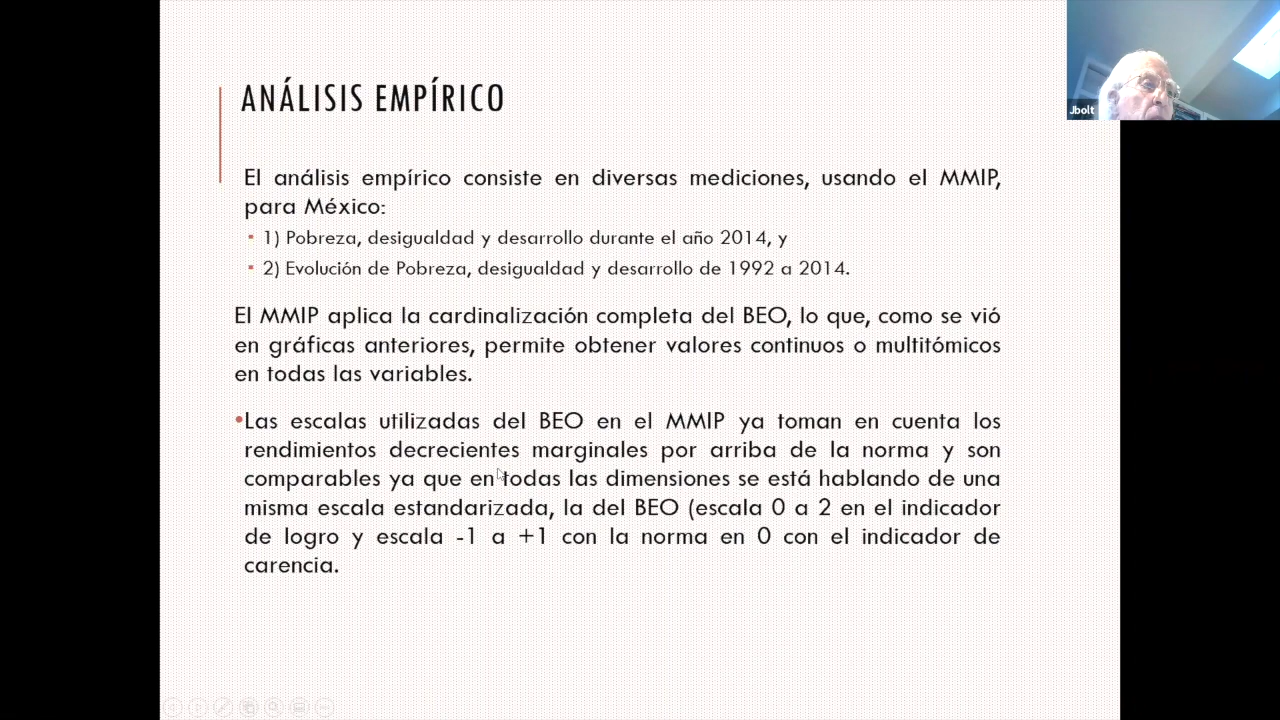 ANÁLISIS EMPÍRICO
Jbolt
El análisis empírico consiste en diversas mediciones, usando el MMIP,
para México:
▪ 1) Pobreza, desigualdad y desarrollo durante el año 2014, y
▪ 2) Evolución de Pobreza, desigualdad y desarrollo de 1992 a 2014.
El MMIP aplica la cardinalización completa del BEO, lo que, como se vió
en gráficas anteriores, permite obtener valores continuos o multitómicos
en todas las variables.
•Las escalas utilizadas del BEO en el MMIP ya toman en cuenta los
rendimientos decrecientes marginales por arriba de la norma y son
comparables ya que en todas las dimensiones se está hablando de una
misma escala estandarizada, la del BEO (escala 0 a 2 en el indicador
de logro y escala -1 a +1 con la norma en 0 con el indicador de
carencia.